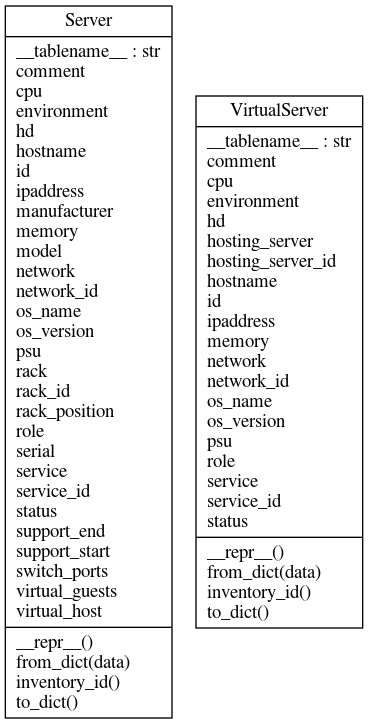 Server
__tablename__ : str
comment
cpu
environment
hd
hostname
id
ipaddress
manufacturer
memory
model
network
network_id
os_name
os_version
psu
rack
rack_id
rack_position
role
serial
service
service_id
status
support_end
support_start
switch_ports
virtual_guests
virtual_host
__repr__()
from_dict(data)
inventory_id()
to_dict()
VirtualServer
__tablename__ : str
comment
cpu
environment
hd
hosting_server
hosting_server_id
hostname
id
ipaddress
memory
network
network_id
os_name
os_version
psu
role
service
service_id
status
__repr__()
from_dict(data)
inventory_id()
to_dict()